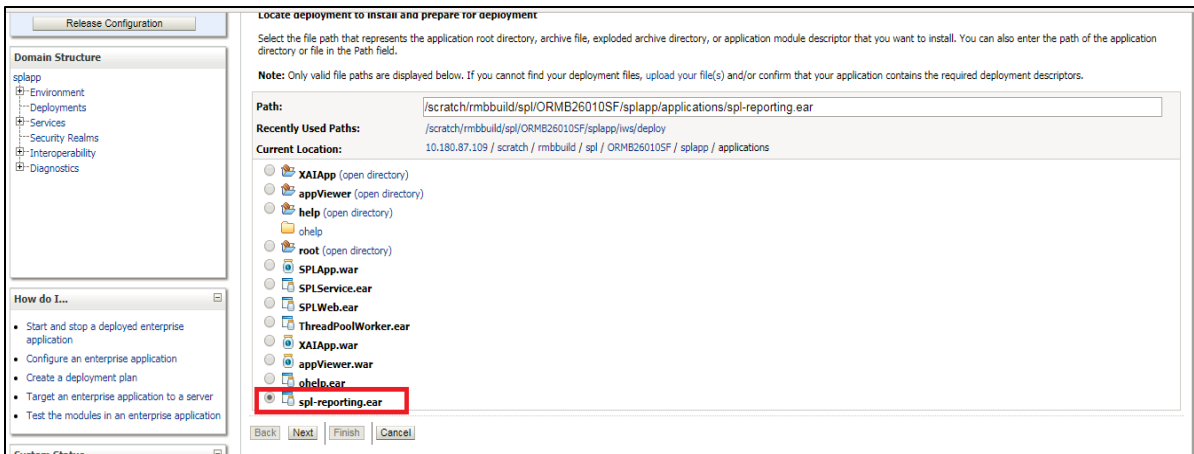 Release Configuration
Domain Structure
splapp
Environment
Deployments
Services
Security Realms
Interoperability
Diagnostics
How do I...
Start and stop a deployed enterprise
application
Configure an enterprise application
Create a deployment plan
Target an enterprise application to a server
Test the modules in an enterprise application
System Status
Locate deployment to install and prepare for deployment
Select the file path that represents the application root directory, archive file, exploded archive directory, or application module descriptor that you want to install. You can also enter the path of the application
directory or file in the Path field.
Note: Only valid file paths are displayed below. If you cannot find your deployment files, upload your file(s) and/or confirm that your application contains the required deployment descriptors.
Path: /scratch/rmbbuild/spl/ORMB26010SF/splapp/applications/spl-reporting.ear
Recently Used Paths: /scratch/rmbbuild/spl/ORMB26010SF/splapp/iws/deploy
Current Location: 10.180.87.109 / scratch / rmbbuild / spl / ORMB26010SF / splapp / applications
XAIApp (open directory)
appViewer (open directory)
help (open directory)
ohelp
root (open directory)
SPLApp.war
SPLService.ear
SPLWeb.ear
ThreadPoolWorker.ear
XAIApp.war
appViewer.war
ohelp.ear
spl-reporting.ear
Back Next Finish Cancel